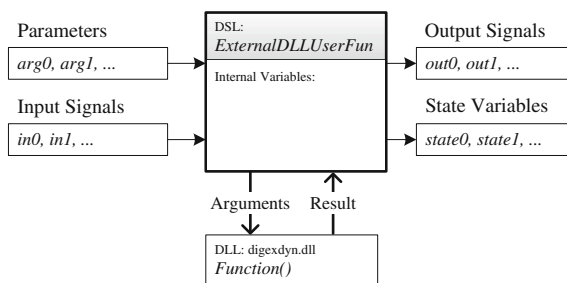 Parameters
arg0, arg1, ...
Input Signals
in0, in1, ...
DSL:
ExternalDLLUserFun
Internal Variables:
Output Signals
out0, out1, ...
State Variables
state0, state1, ...
Arguments
Result
DLL: digexdyn.dll
Function()